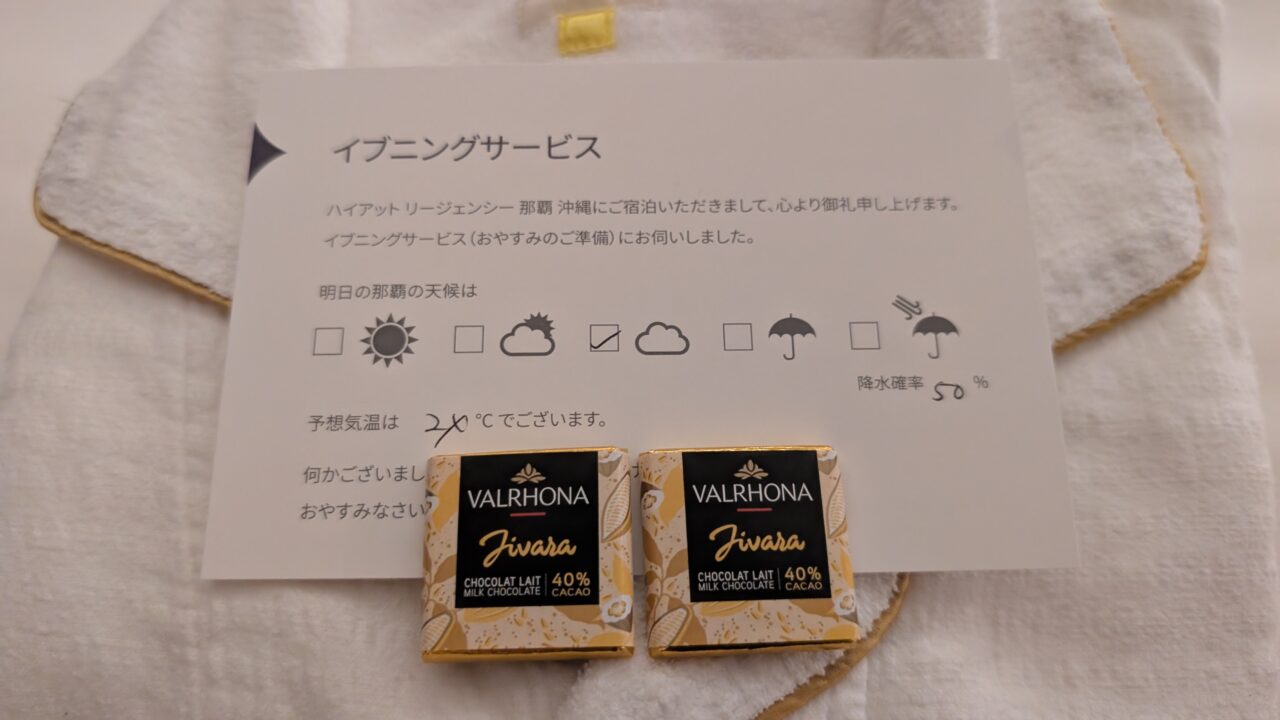 イブニングサービス
ハイアット リージェンシー 那覇 沖縄にご宿泊いただきまして、心より御礼申し上げます。
イブニングサービス（おやすみのご準備）にお伺いしました。
明日の那覇の天候は
降水確率 50 %
予想気温は ℃ でございます。
何かございまし
おやすみなさい
VALRHONA
Jivara
CHOCOLAT LAIT
MILK CHOCOLATE
40%
CACAO
VALRHONA
Jivara
CHOCOLAT LAIT
MILK CHOCOLATE
40%
CACAO